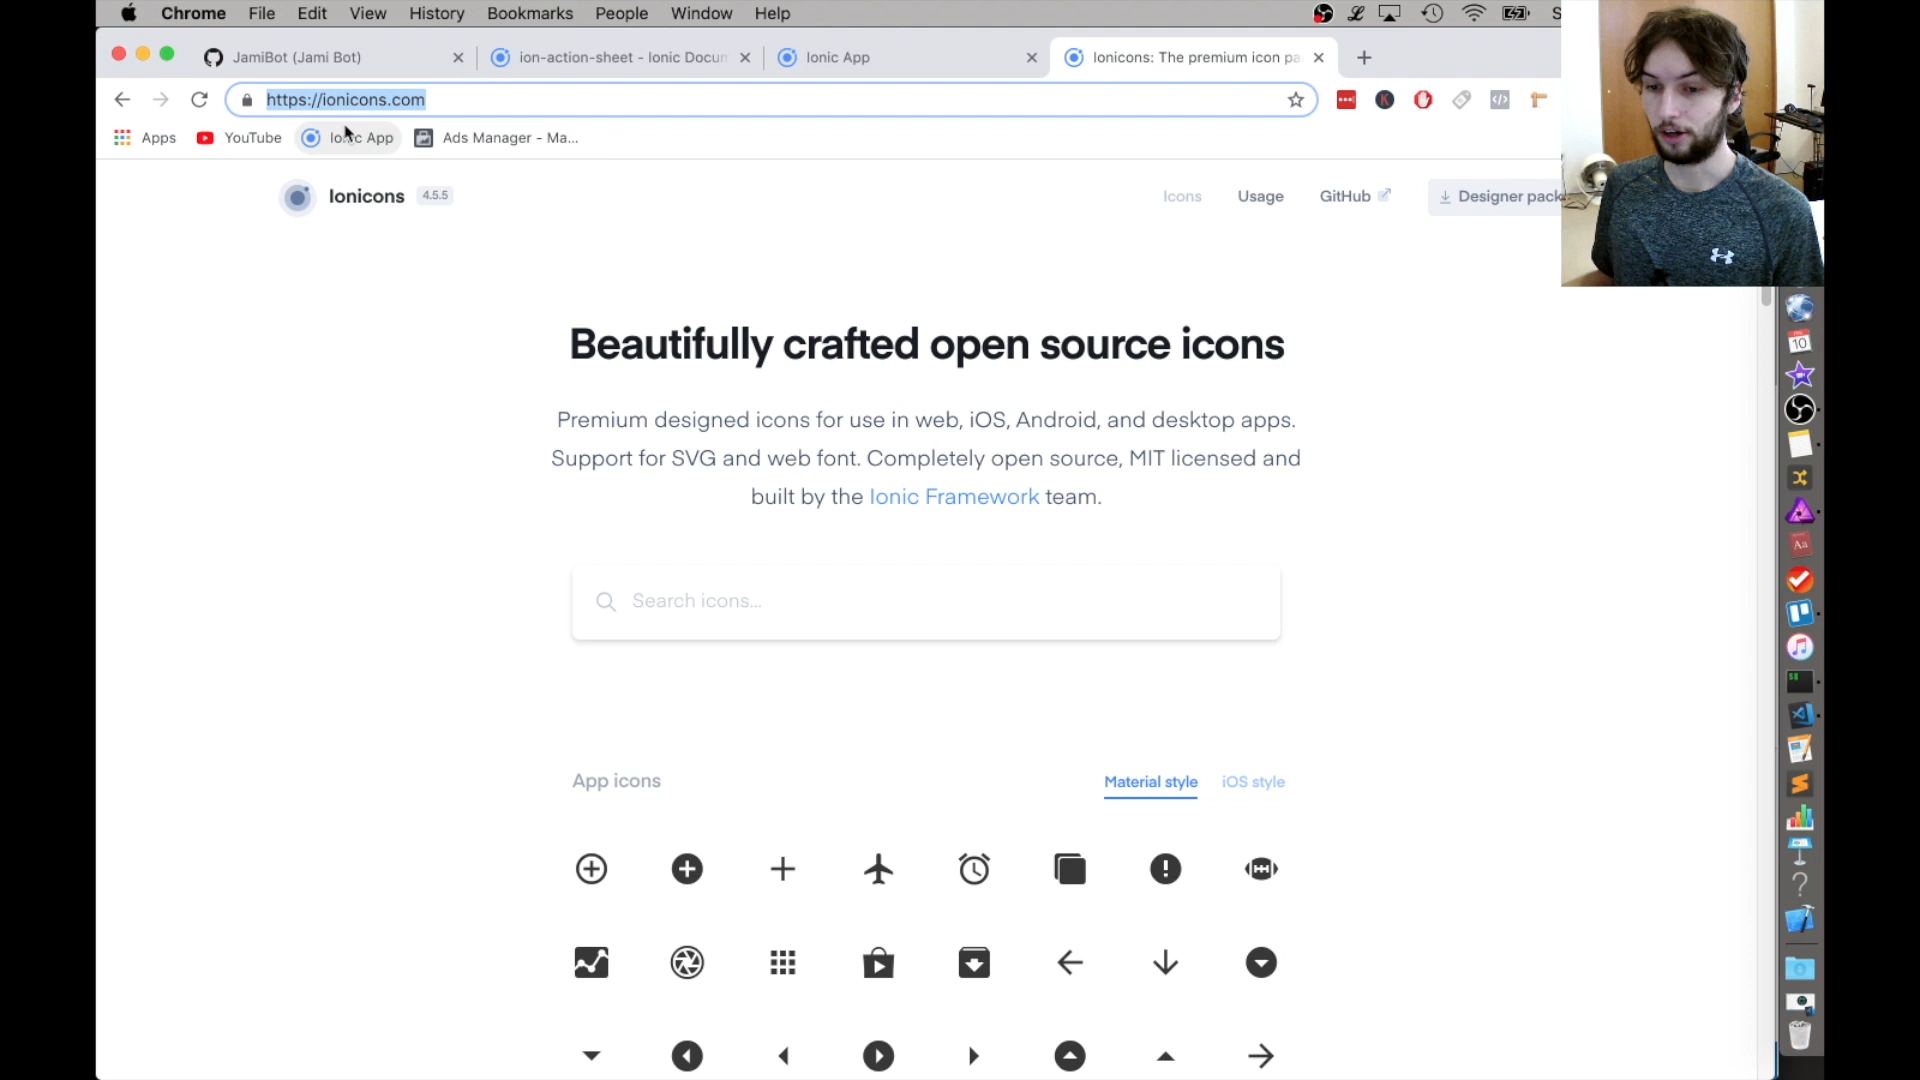 Chrome File Edit View History Bookmarks People Window Help
JamiBot (Jami Bot) ion-action-sheet - Ionic Docun Ionic App Ionicons: The premium icon pa
https://ionicons.com
Apps YouTube Ionic App Ads Manager - Ma...
Ionicons 4.5.5 Icons Usage GitHub Designer pack
Beautifully crafted open source icons
Premium designed icons for use in web, iOS, Android, and desktop apps.
Support for SVG and web font. Completely open source, MIT licensed and
built by the Ionic Framework team.
Search icons...
App icons Material style iOS style
10
Aa